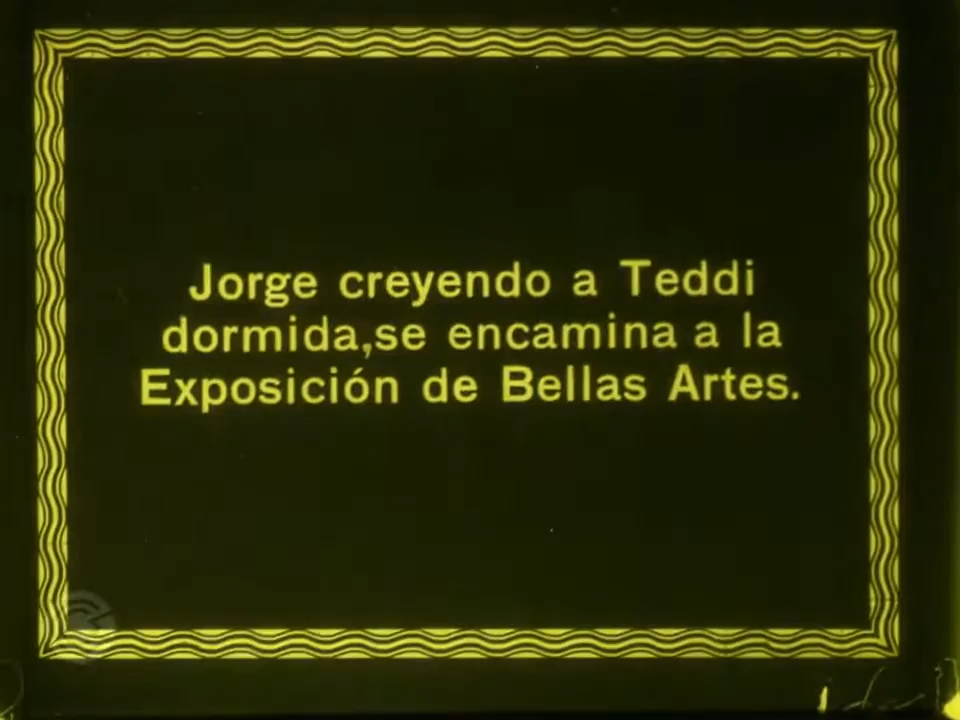 Jorge creyendo a Teddi
dormida,se encamina a la
Exposición de Bellas Artes.